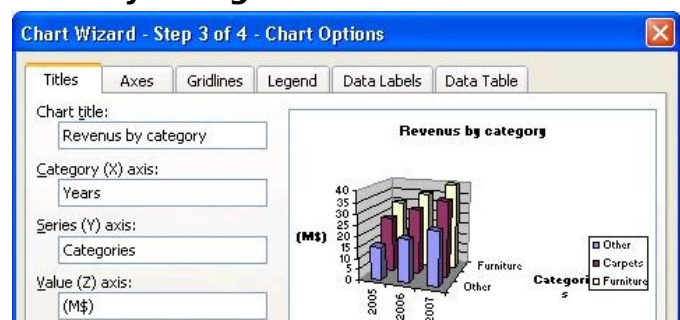 Chart Wizard - Step 3 of 4 - Chart Options
Titles Axes Gridlines Legend Data Labels Data Table
Chart title:
Revenus by category
Category (X) axis:
Years
Series (Y) axis:
Categories
Value (Z) axis:
(M$)
Revenus by category
(M$)
40
35
30
25
20
15
10
5
0
2005
2006
2007
Furniture
Other
Categori
s
Other
Carpets
Furniture